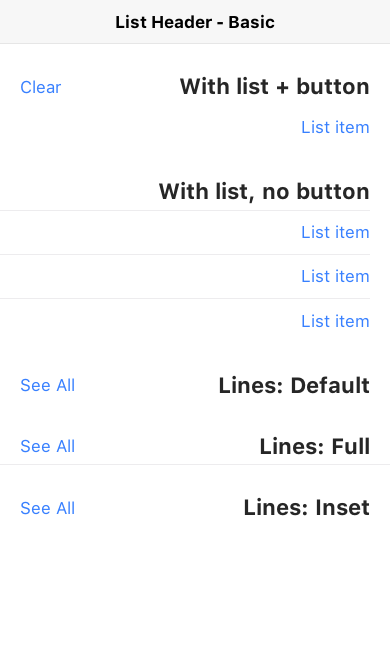 List Header - Basic
With list + button
Clear
List item
With list, no button
List item
List item
List item
Lines: Default
See All
Lines: Full
See All
Lines: Inset
See All